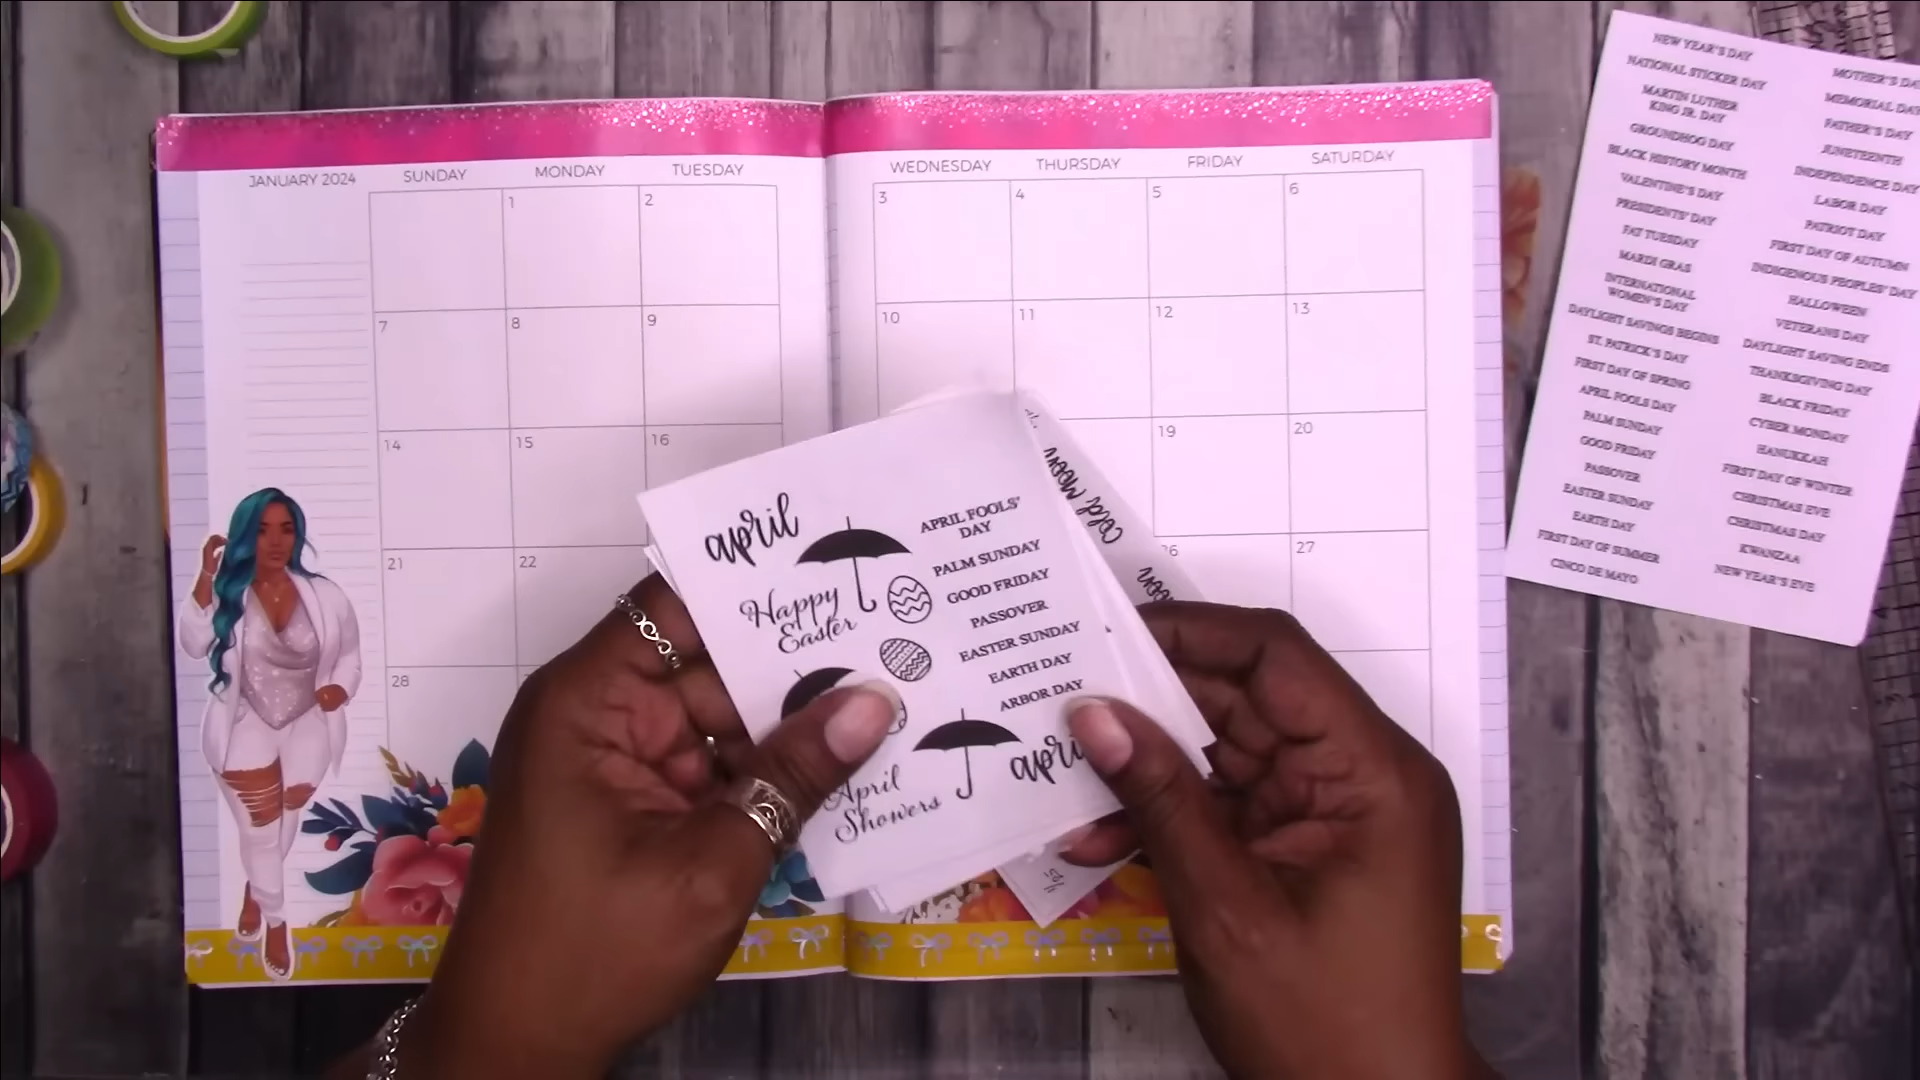 JANUARY 2024
SUNDAY
MONDAY
TUESDAY
WEDNESDAY
THURSDAY
FRIDAY
SATURDAY
1
2
3
4
5
6
7
8
9
10
11
12
13
14
15
16
19
20
21
22
26
27
28
april
Happy
Easter
APRIL FOOLS'
DAY
PALM SUNDAY
GOOD FRIDAY
PASSOVER
EASTER SUNDAY
EARTH DAY
ARBOR DAY
april
April
Showers
cold moon
moon
NEW YEAR'S DAY
NATIONAL STICKER DAY
MARTIN LUTHER
KING JR. DAY
GROUNDHOG DAY
BLACK HISTORY MONTH
VALENTINE'S DAY
PRESIDENTS' DAY
FAT TUESDAY
MARDI GRAS
INTERNATIONAL
WOMEN'S DAY
DAYLIGHT SAVINGS BEGINS
ST. PATRICK'S DAY
FIRST DAY OF SPRING
APRIL FOOLS DAY
PALM SUNDAY
GOOD FRIDAY
PASSOVER
EASTER SUNDAY
EARTH DAY
FIRST DAY OF SUMMER
CINCO DE MAYO
MOTHER'S DAY
MEMORIAL DAY
FATHER'S DAY
JUNETEENTH
INDEPENDENCE DAY
LABOR DAY
PATRIOT DAY
FIRST DAY OF AUTUMN
INDIGENOUS PEOPLES' DAY
HALLOWEEN
VETERANS DAY
DAYLIGHT SAVING ENDS
THANKSGIVING DAY
BLACK FRIDAY
CYBER MONDAY
HANUKKAH
FIRST DAY OF WINTER
CHRISTMAS EVE
CHRISTMAS DAY
KWANZAA
NEW YEAR'S EVE